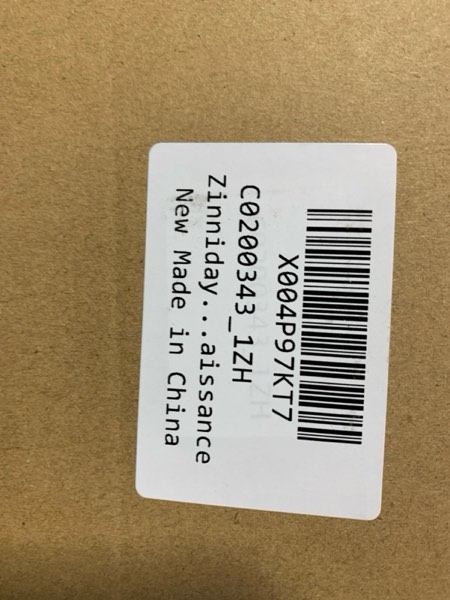 X004P97KT7
C0200343_1ZH
Zinniday...aissance
New Made in China